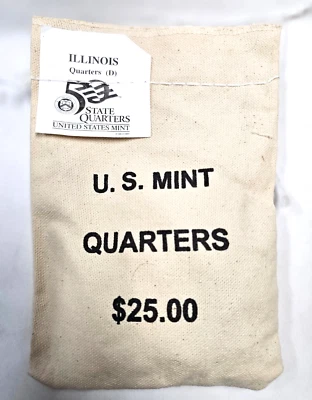 ILLINOIS
Quarters (D)
50
STATE
QUARTERS
UNITED STATES MINT
U. S. MINT
QUARTERS
$25.00